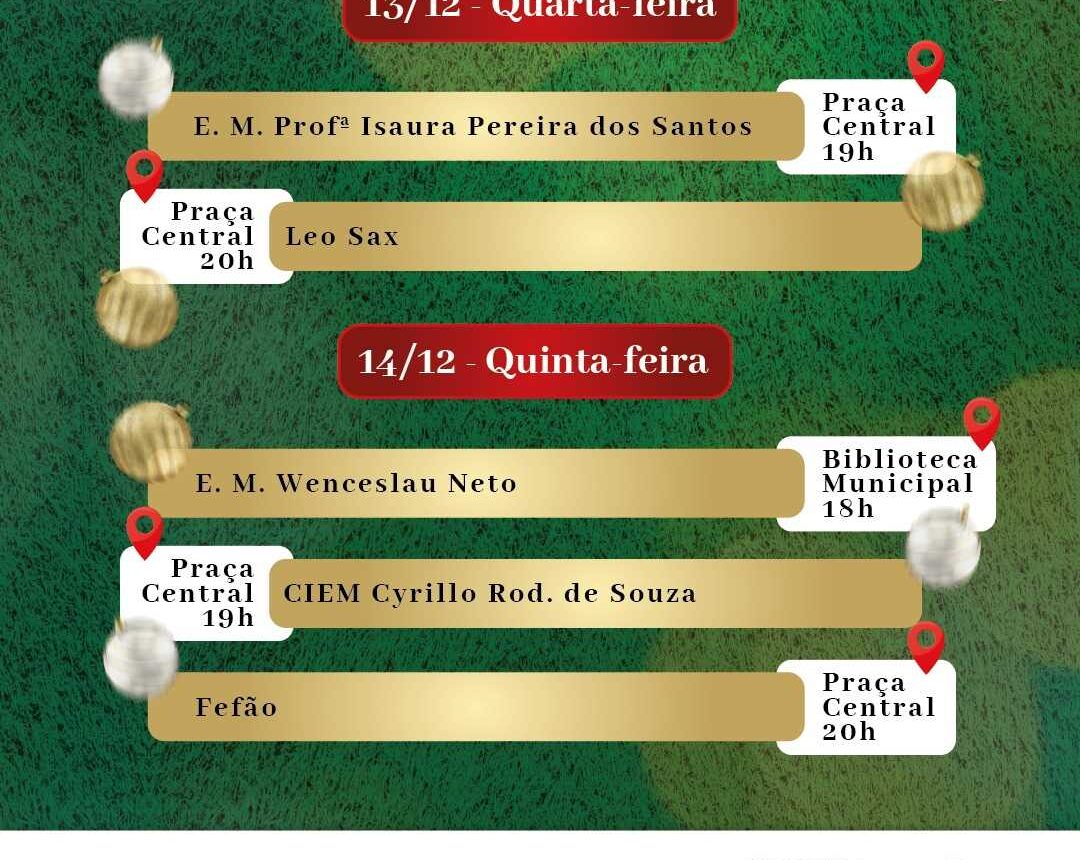 13/12 - Quarta-feira
E. M. Profª Isaura Pereira dos Santos
Praça
Central
19h
Praça
Central
20h
Leo Sax
14/12 - Quinta-feira
E. M. Wenceslau Neto
Biblioteca
Municipal
18h
Praça
Central
19h
CIEM Cyrillo Rod. de Souza
Fefão
Praça
Central
20h